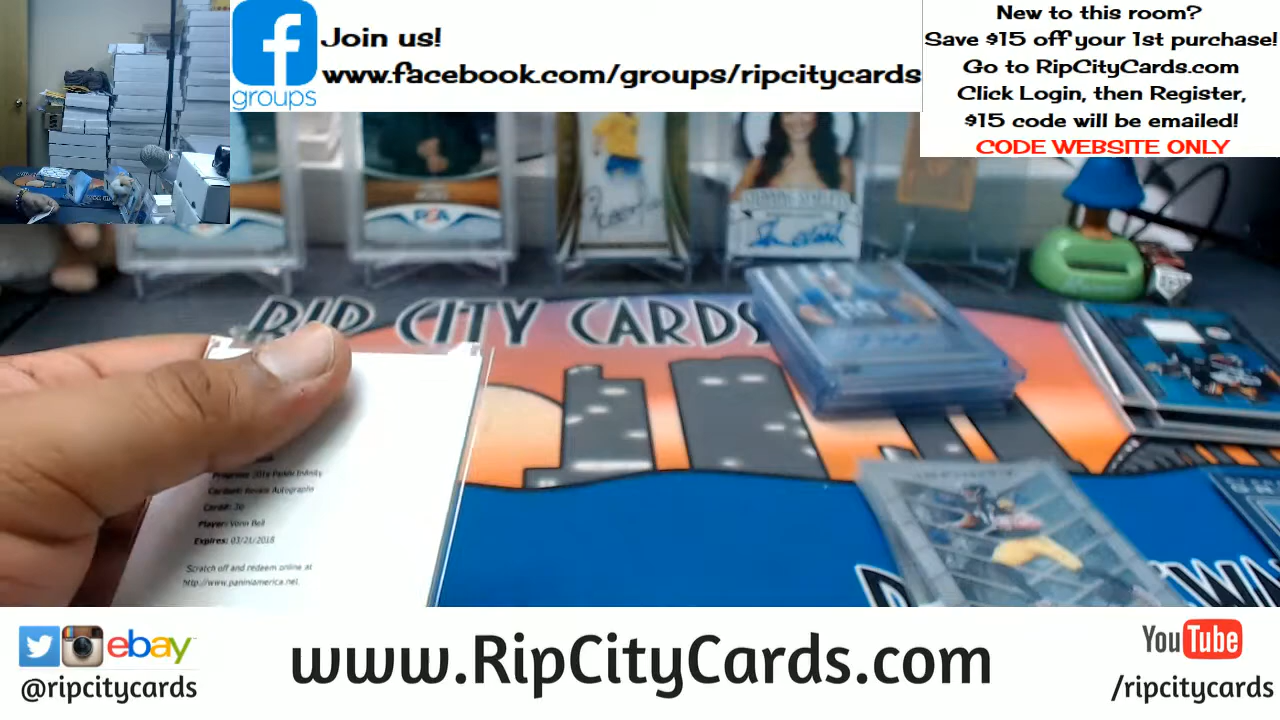 Join us!
www.facebook.com/groups/ripcitycards
groups
New to this room?
Save $15 off your 1st purchase!
Go to RipCityCards.com
Click Login, then Register,
$15 code will be emailed!
CODE WEBSITE ONLY
PSA
RIP CITY CARDS
Program: 2016 Panini Infinity
Cardset: Rookie Autographs
Card#: 30
Player: Vonn Bell
Expires: 03/21/2018
Scratch off and redeem online at
http://www.paniniamerica.net
ebay
@ripcitycards
www.RipCityCards.com
YouTube
/ripcitycards